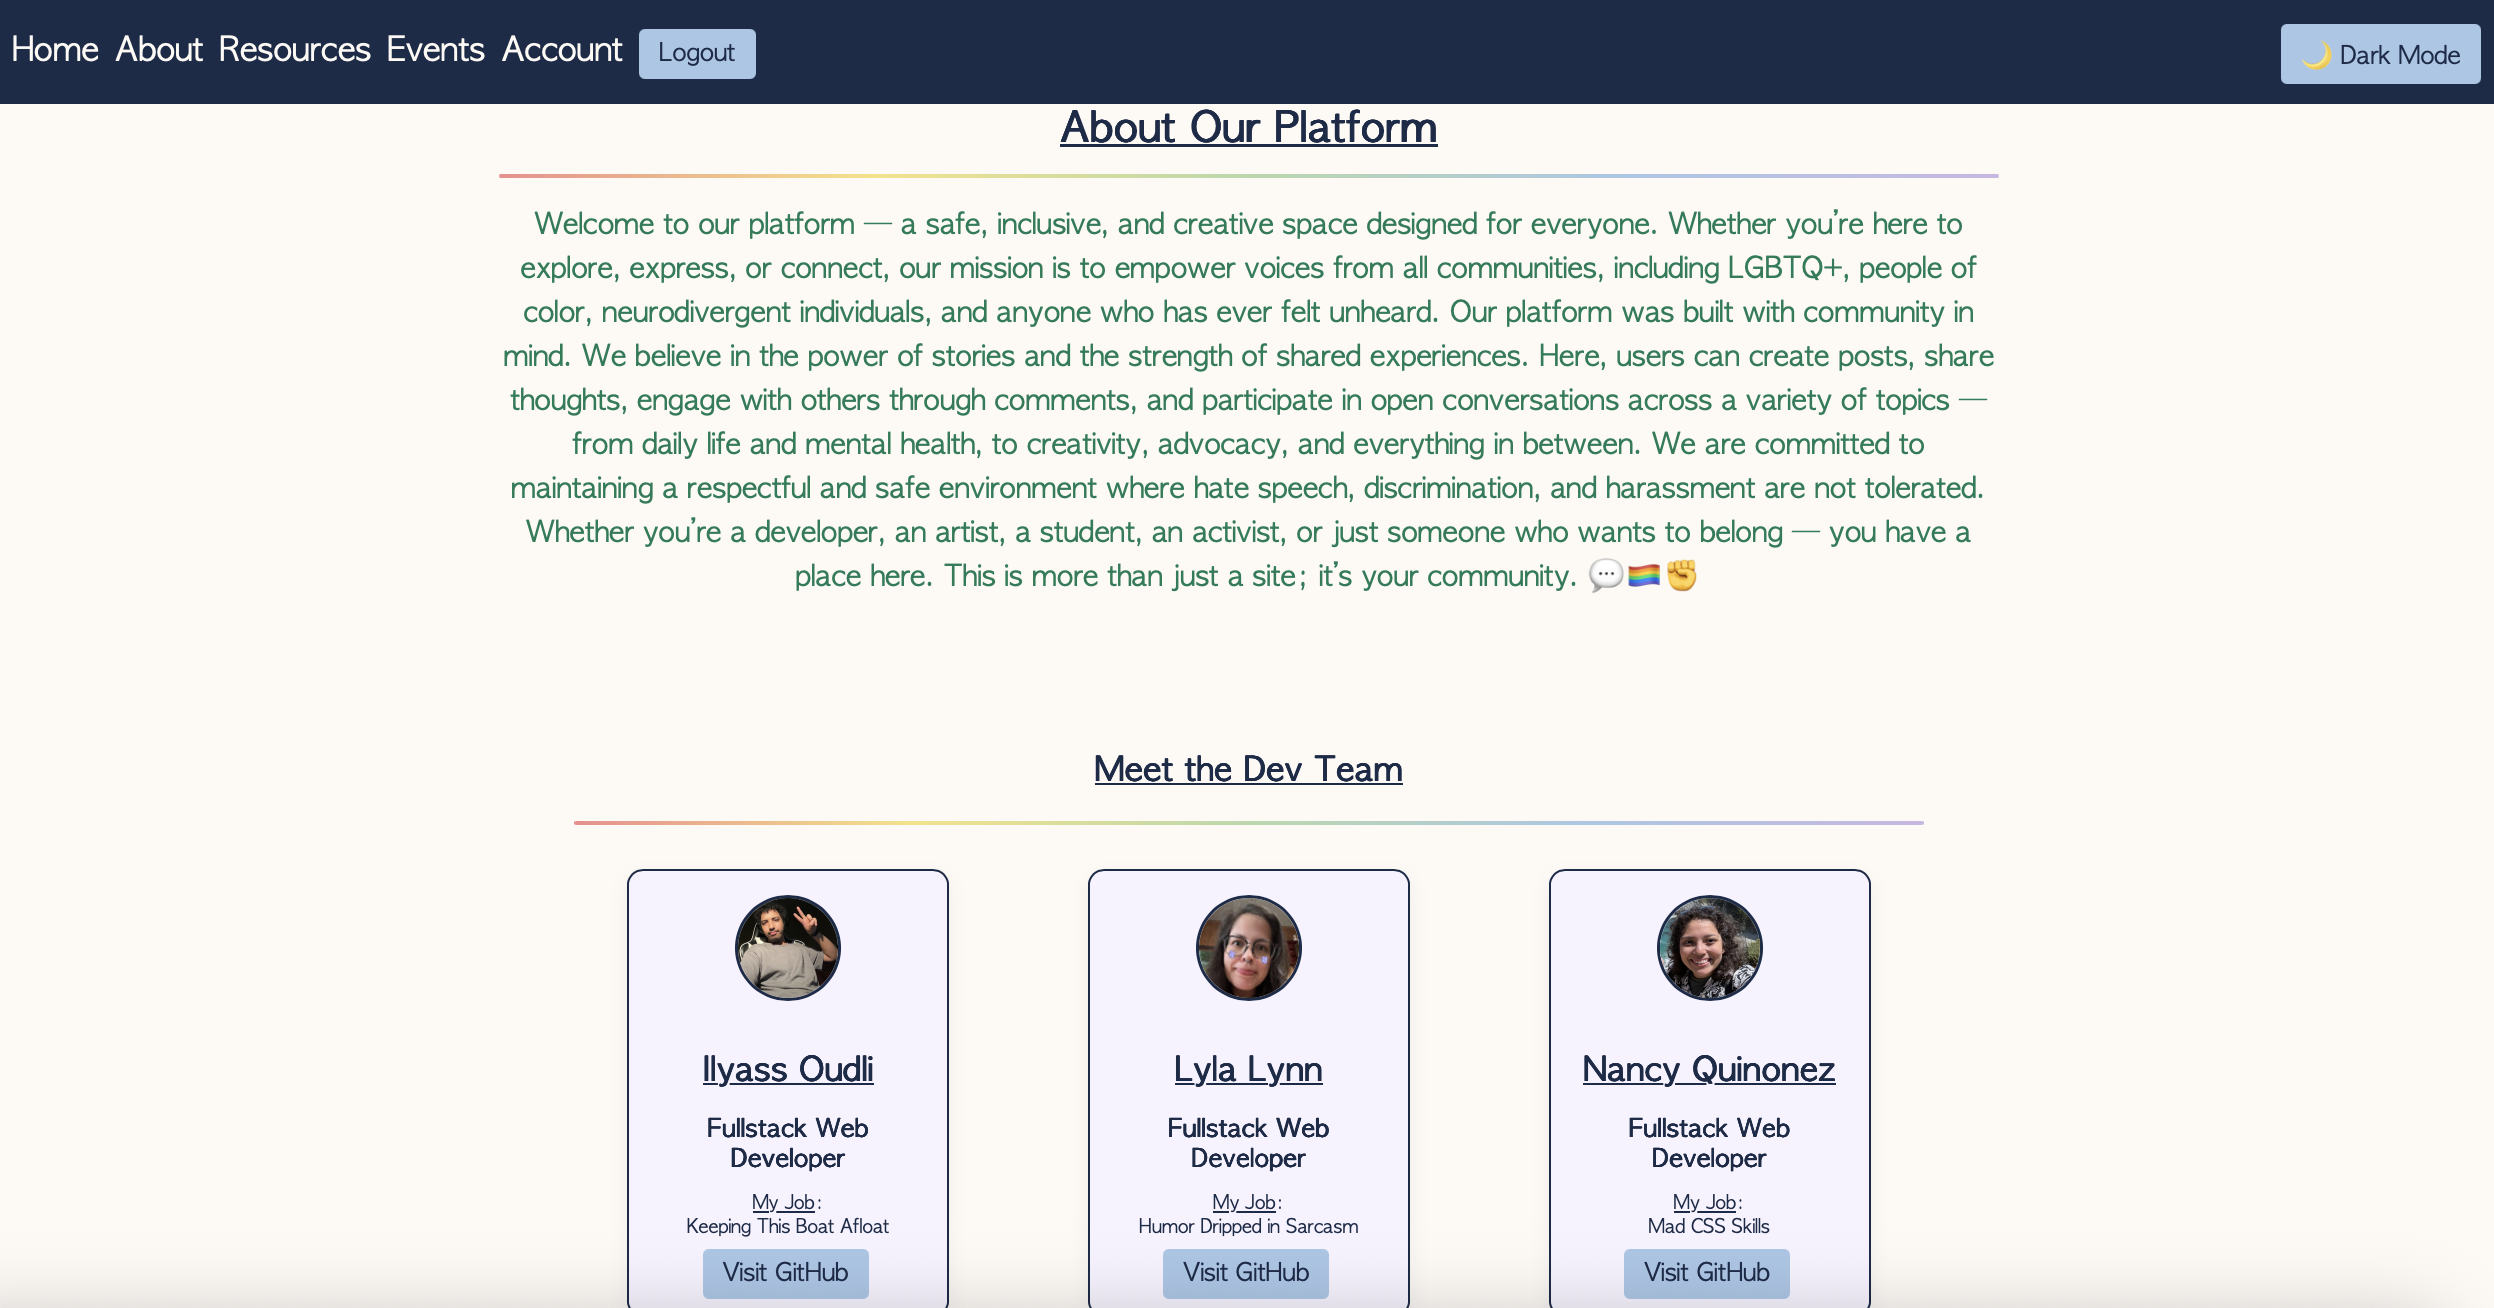 Home About Resources Events Account Logout 🌙 Dark Mode
About Our Platform
Welcome to our platform — a safe, inclusive, and creative space designed for everyone. Whether you’re here to
explore, express, or connect, our mission is to empower voices from all communities, including LGBTQ+, people of
color, neurodivergent individuals, and anyone who has ever felt unheard. Our platform was built with community in
mind. We believe in the power of stories and the strength of shared experiences. Here, users can create posts, share
thoughts, engage with others through comments, and participate in open conversations across a variety of topics —
from daily life and mental health, to creativity, advocacy, and everything in between. We are committed to
maintaining a respectful and safe environment where hate speech, discrimination, and harassment are not tolerated.
Whether you’re a developer, an artist, a student, an activist, or just someone who wants to belong — you have a
place here. This is more than just a site; it’s your community. 💬🏳️‍🌈✊
Meet the Dev Team
Ilyass Oudli
Fullstack Web
Developer
My Job:
Keeping This Boat Afloat
Visit GitHub
Lyla Lynn
Fullstack Web
Developer
My Job:
Humor Dripped in Sarcasm
Visit GitHub
Nancy Quinonez
Fullstack Web
Developer
My Job:
Mad CSS Skills
Visit GitHub